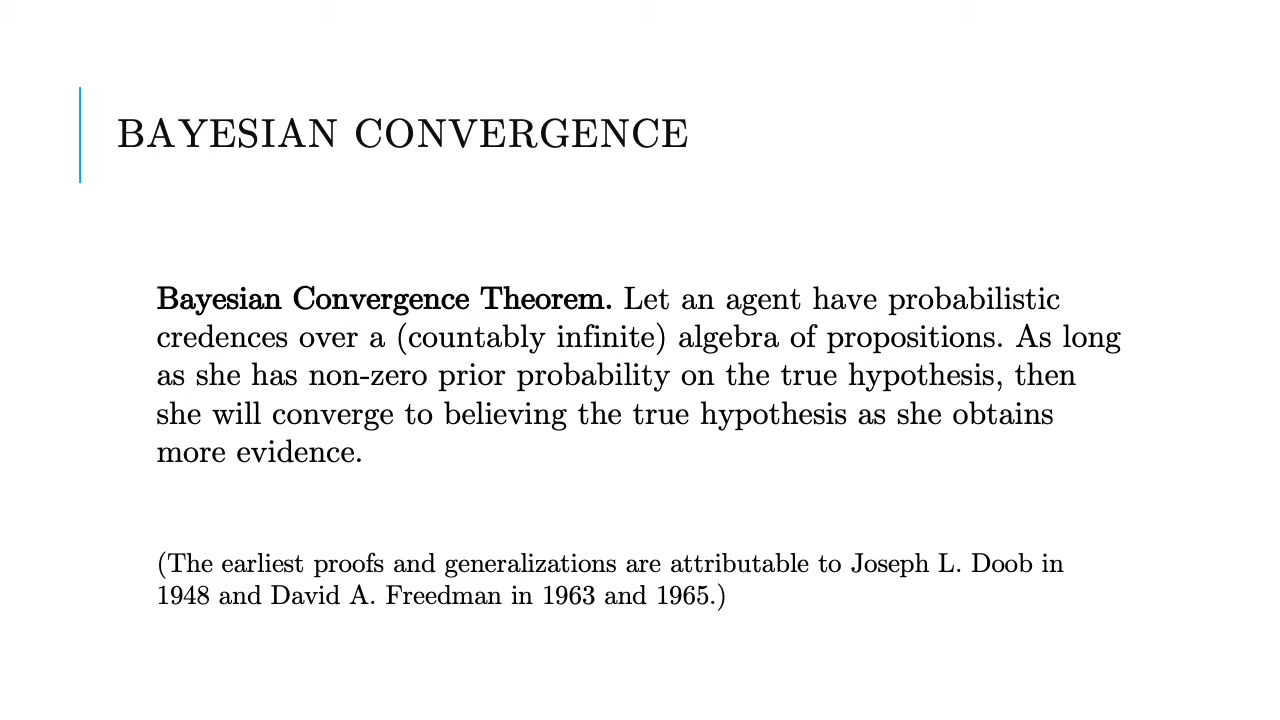 BAYESIAN CONVERGENCE
Bayesian Convergence Theorem. Let an agent have probabilistic
credences over a (countably infinite) algebra of propositions. As long
as she has non-zero prior probability on the true hypothesis, then
she will converge to believing the true hypothesis as she obtains
more evidence.
(The earliest proofs and generalizations are attributable to Joseph L. Doob in
1948 and David A. Freedman in 1963 and 1965.)